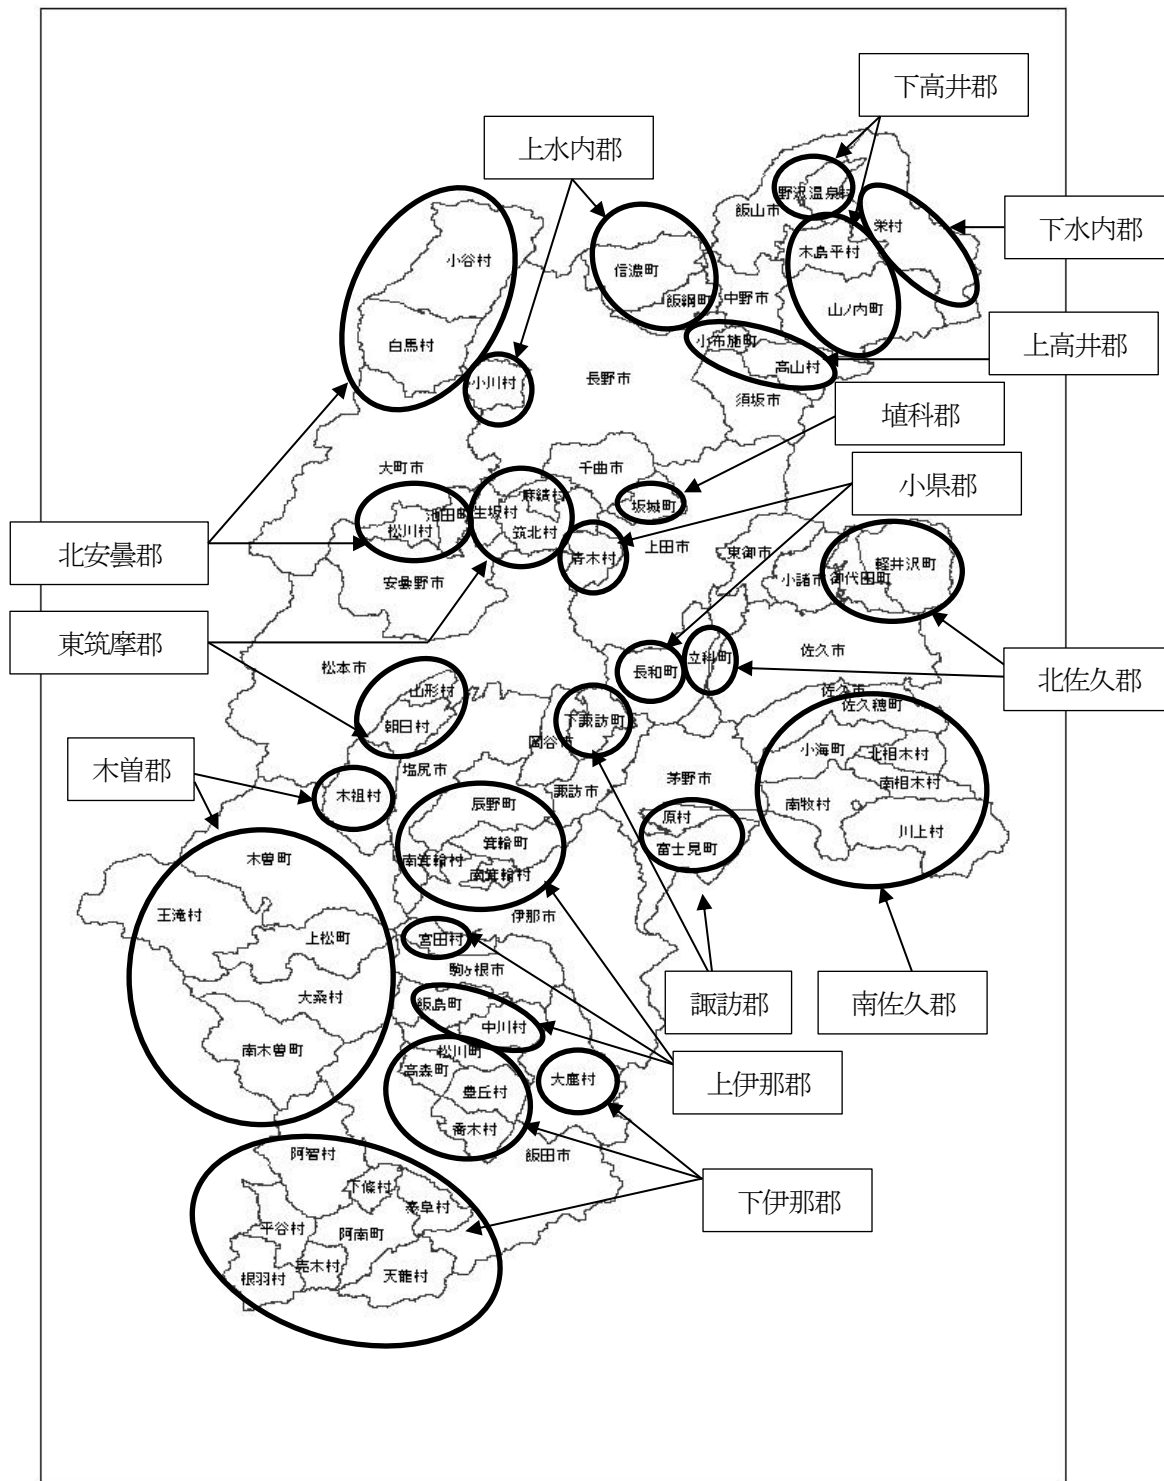 下高井郡
上水内郡
野沢温泉村
飯山市
栄村
下水内郡
木島平村
小谷村
信濃町
飯綱町
中野市
山ノ内町
白馬村
小布施町
高山村
上高井郡
小川村
長野市
須坂市
埴科郡
大町市
千曲市
小県郡
麻績村
坂城町
池田町
生坂村
松川村
筑北村
青木村
上田市
東御市
軽井沢町
北安曇郡
安曇野市
小諸市
御代田町
東筑摩郡
松本市
長和町
立科町
佐久市
北佐久郡
山形村
朝日村
下諏訪町
佐久市
佐久穂町
岡谷市
小海町
北相木村
木曽郡
塩尻市
茅野市
南相木村
木祖村
諏訪市
辰野町
原村
南牧村
川上村
箕輪町
富士見町
木曽町
南箕輪村
南箕輪村
王滝村
伊那市
上松町
宮田村
駒ヶ根市
大桑村
飯島町
諏訪郡
南佐久郡
中川村
南木曽町
松川町
高森町
豊丘村
大鹿村
上伊那郡
喬木村
飯田市
阿智村
下條村
泰阜村
下伊那郡
平谷村
阿南町
売木村
根羽村
天龍村